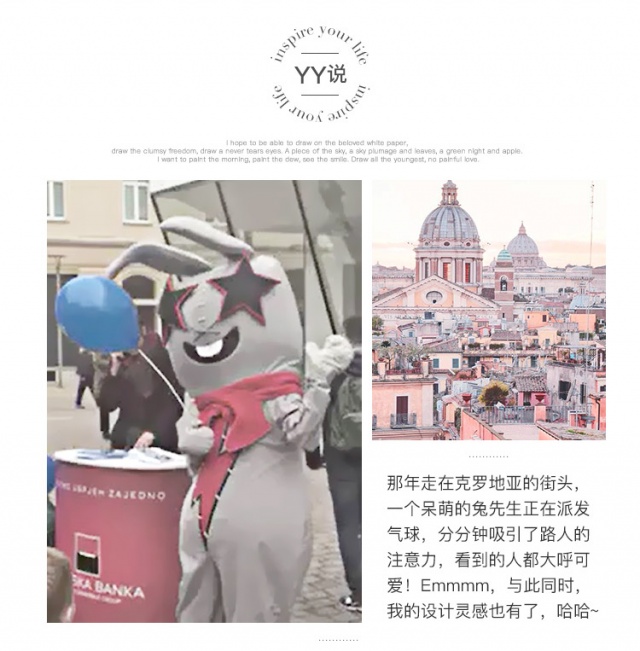 inspire your life
YY说
inspire your life
I hope to be able to draw on the beloved white paper,
draw the clumsy freedom, draw a never tears eyes. A piece of the sky, a sky plumage and leaves, a green night and apple.
I want to paint the morning, paint the dew, see the smile. Draw all the youngest, no painful love.
ZAJEDNO
SKA BANKA
那年走在克罗地亚的街头，
一个呆萌的兔先生正在派发
气球，分分钟吸引了路人的
注意力，看到的人都大呼可
爱！Emmmm，与此同时，
我的设计灵感也有了，哈哈~